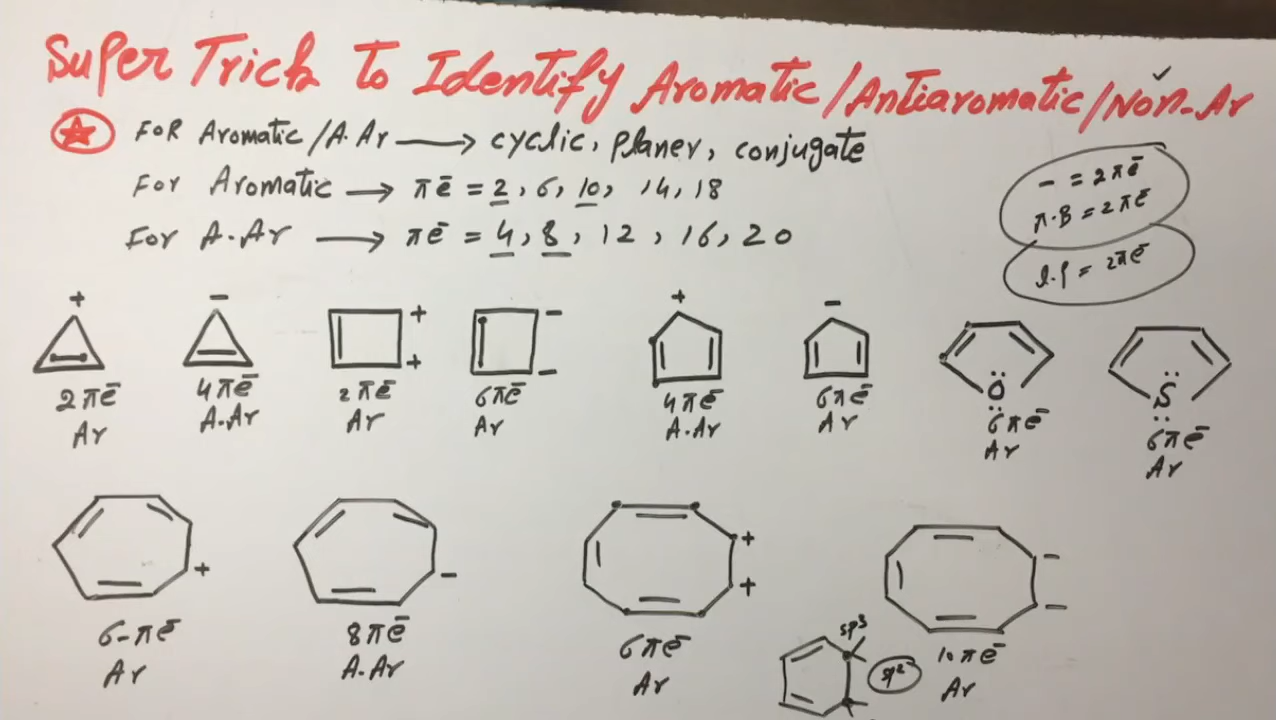 Super Trick to Identify Aromatic/Antiaromatic/Non-Ar
FOR Aromatic/A.Ar → cyclic, planer, conjugate
For Aromatic → πē = 2, 6, 10, 14, 18
For A.Ar → πē = 4, 8, 12, 16, 20
- = 2πē
π.B = 2πē
l.p = 2πē
+ - + - + -
+ -
2πē 4πē 2πē 6πē 4πē 6πē Ö 6πē S̈ 6πē
Ar A.Ar Ar Ar A.Ar Ar Ar Ar
+ - + -
+ -
6-πē 8πē 6πē 10πē
Ar A.Ar Ar Ar
sp³
sp²